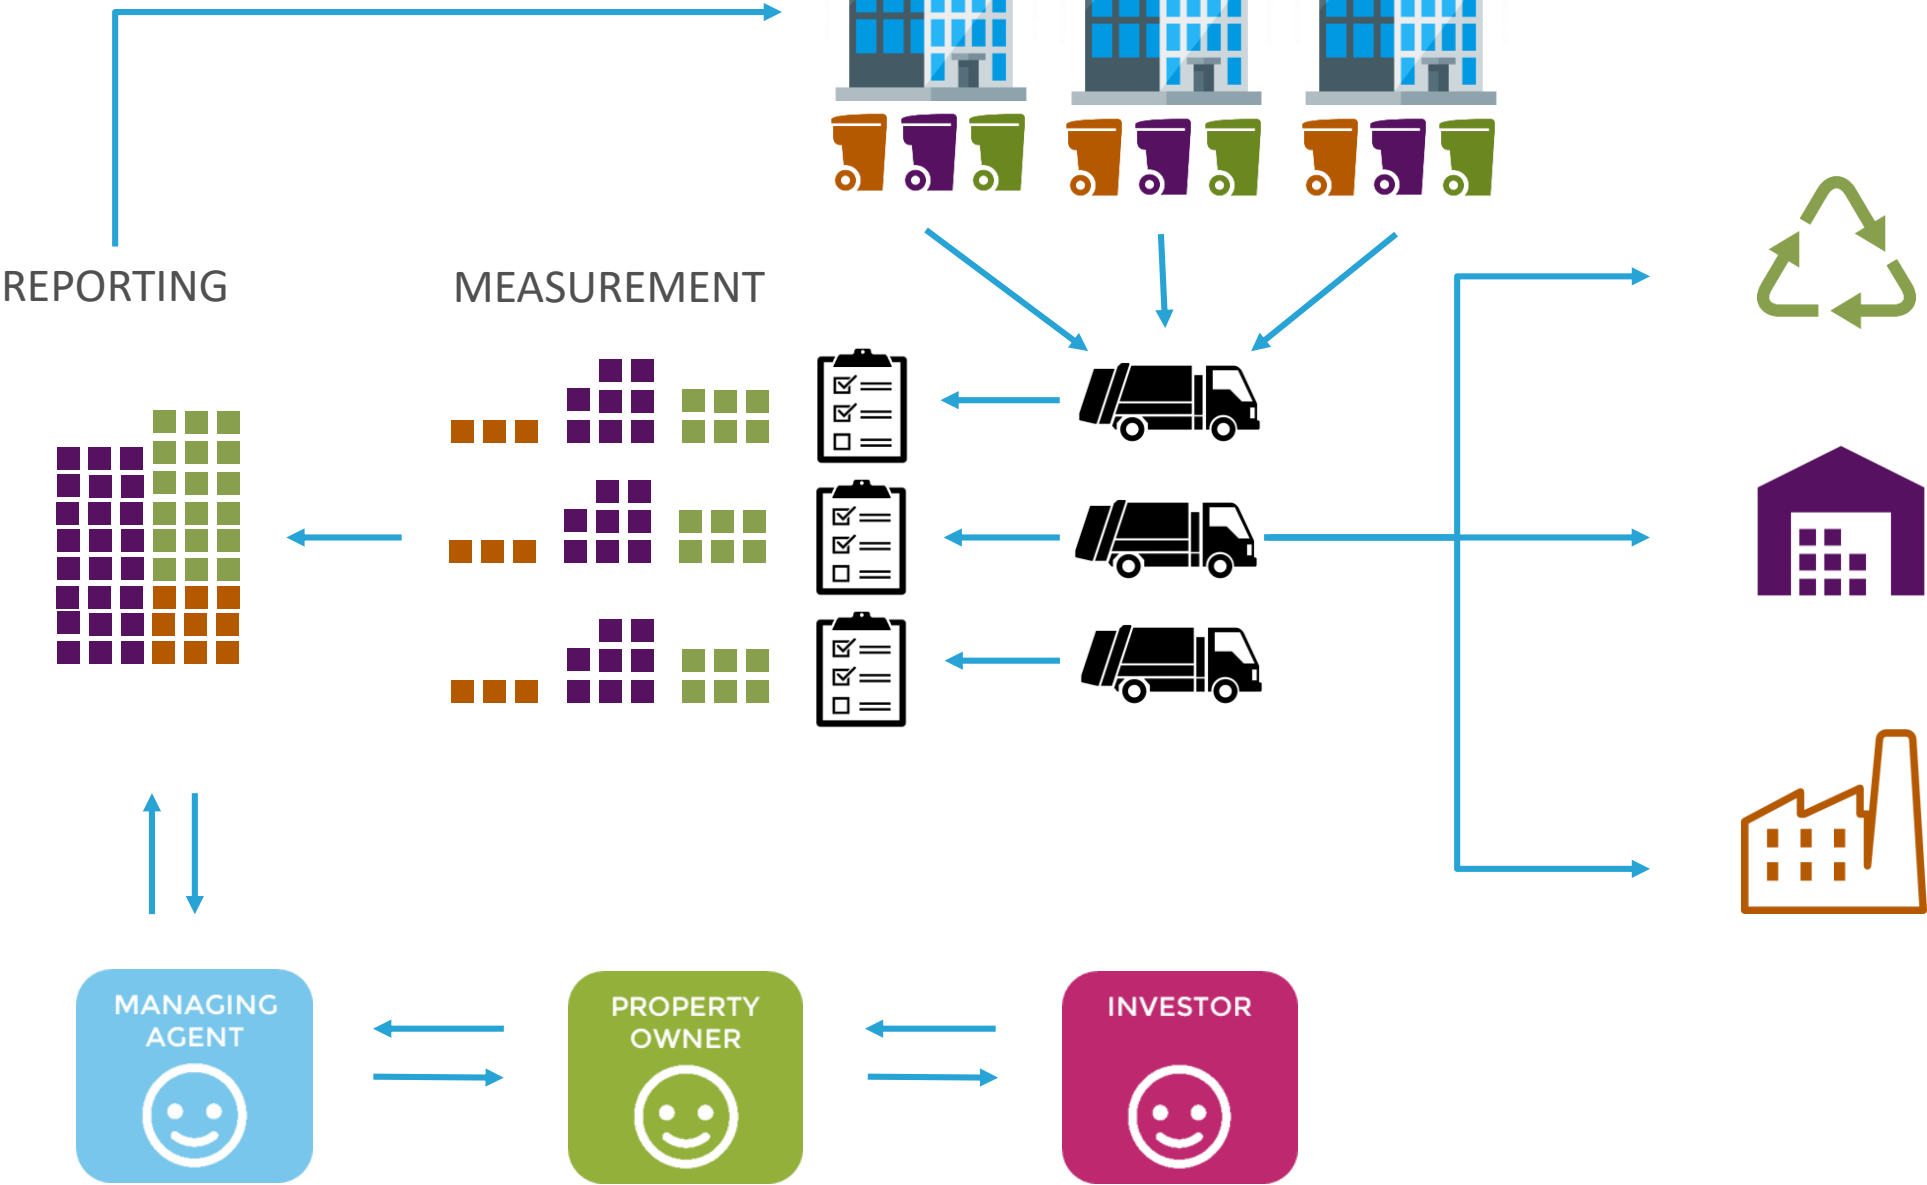 REPORTING
MEASUREMENT
MANAGING
AGENT
PROPERTY
OWNER
INVESTOR